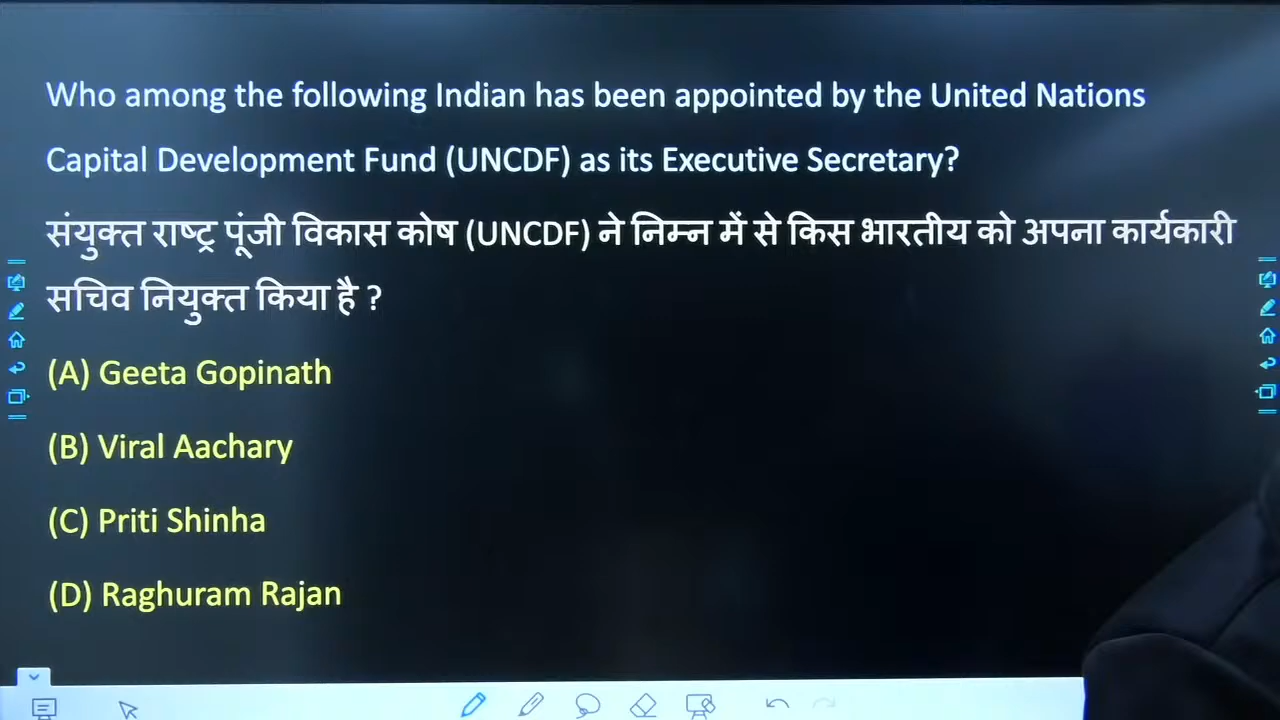 Who among the following Indian has been appointed by the United Nations
Capital Development Fund (UNCDF) as its Executive Secretary?
संयुक्त राष्ट्र पूंजी विकास कोष (UNCDF) ने निम्न में से किस भारतीय को अपना कार्यकारी
सचिव नियुक्त किया है ?
(A) Geeta Gopinath
(B) Viral Aachary
(C) Priti Shinha
(D) Raghuram Rajan